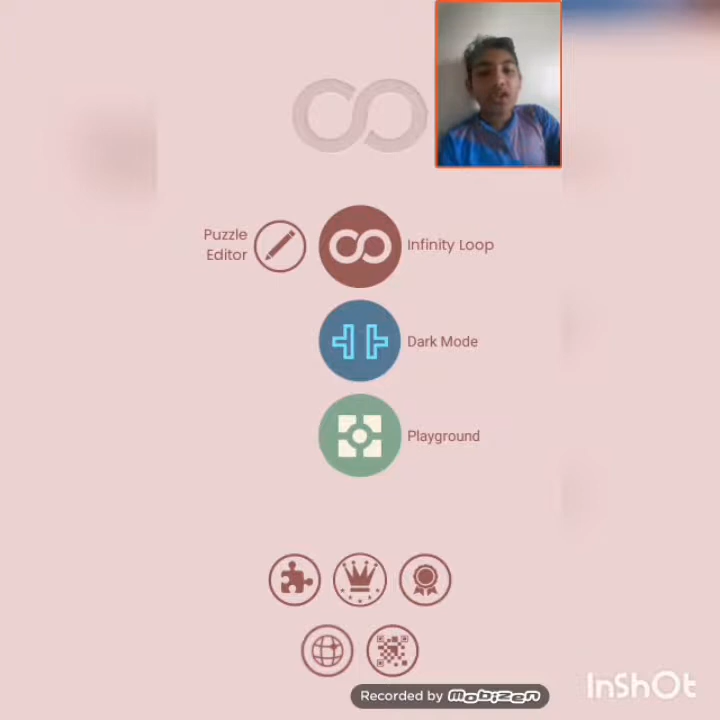 Puzzle
Editor
Infinity Loop
Dark Mode
Playground
Recorded by mobizen
InShOt